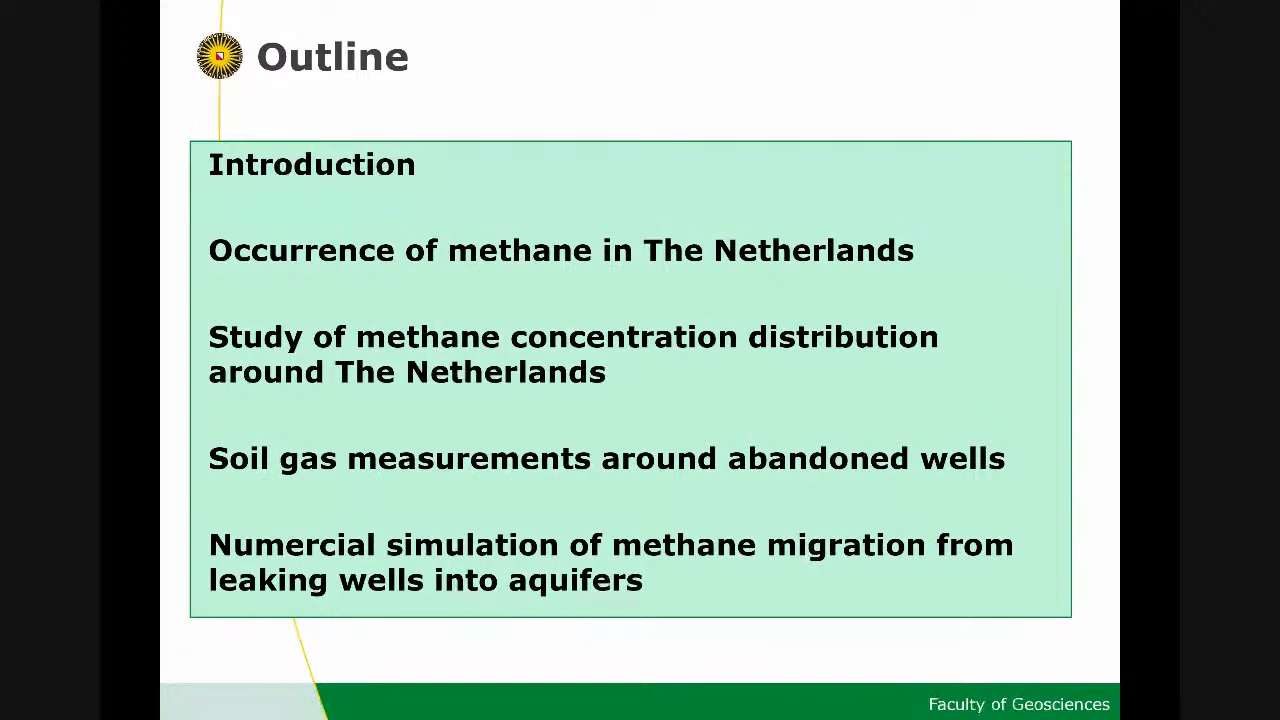 Outline
Introduction
Occurrence of methane in The Netherlands
Study of methane concentration distribution
around The Netherlands
Soil gas measurements around abandoned wells
Numercial simulation of methane migration from
leaking wells into aquifers
Faculty of Geosciences